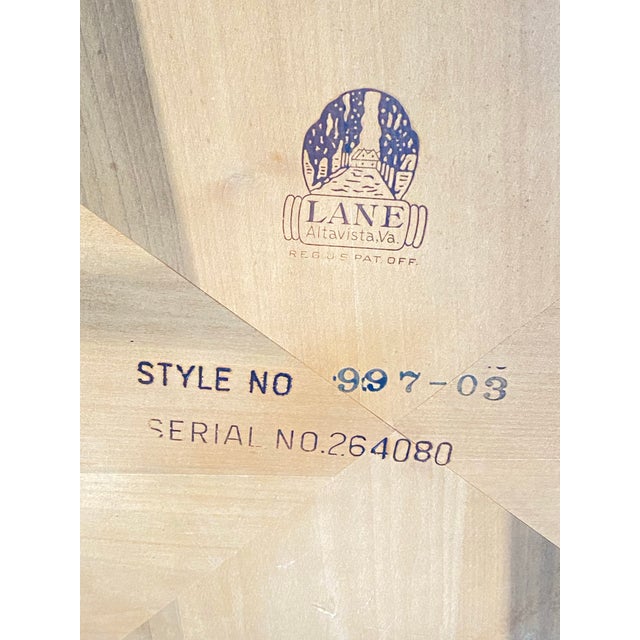 LANE
Altavista, Va.
REG. U S PAT. OFF.
STYLE NO 997-03
SERIAL NO. 264080